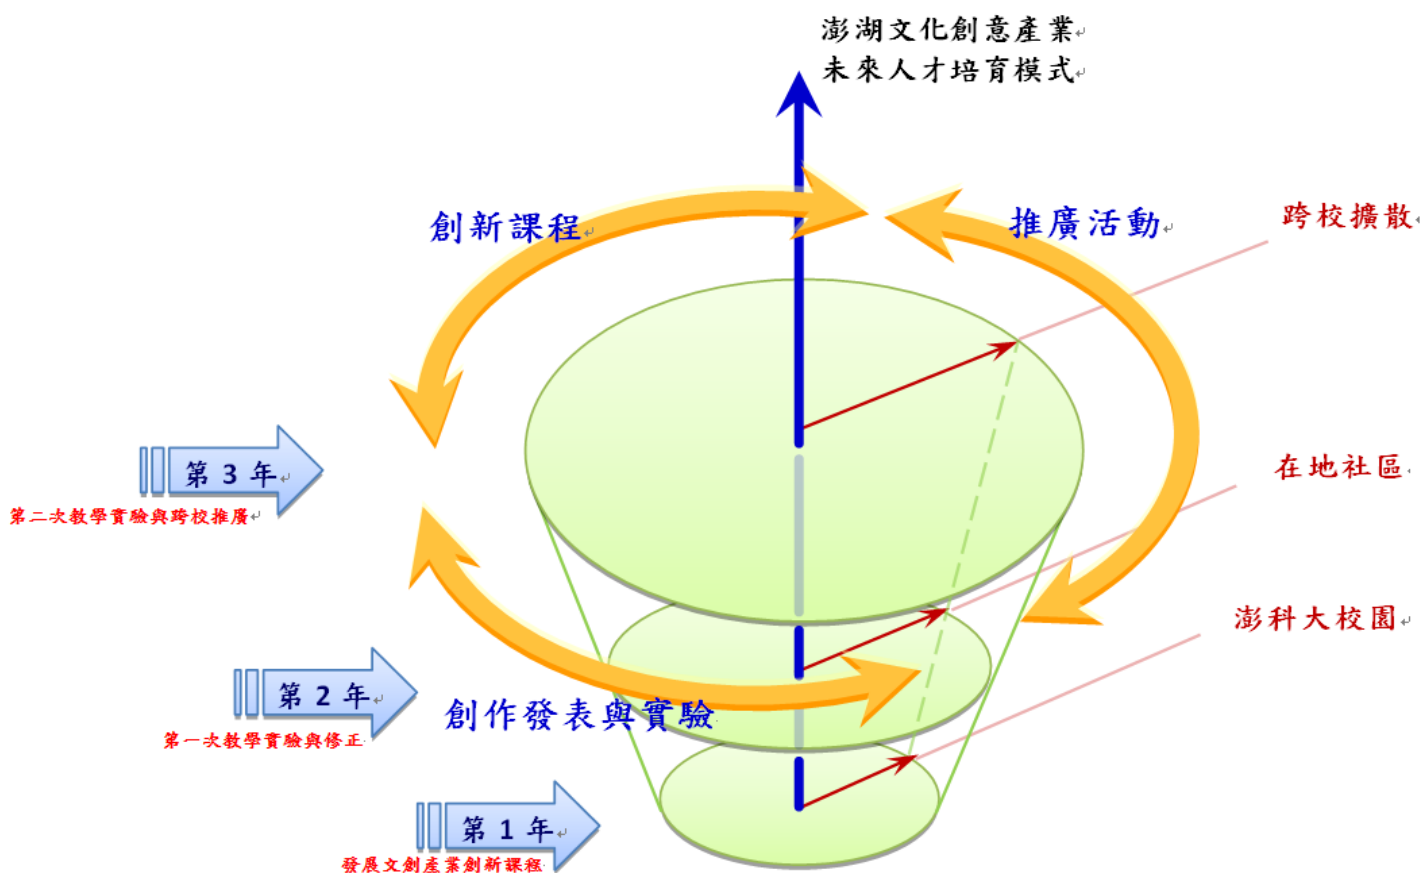 澎湖文化創意產業
未來人才培育模式
創新課程
推廣活動
跨校擴散
第 3 年
第二次教學實驗與跨校推廣
在地社區
澎科大校園
第 2 年
第一次教學實驗與修正
創作發表與實驗
第 1 年
發展文創產業創新課程